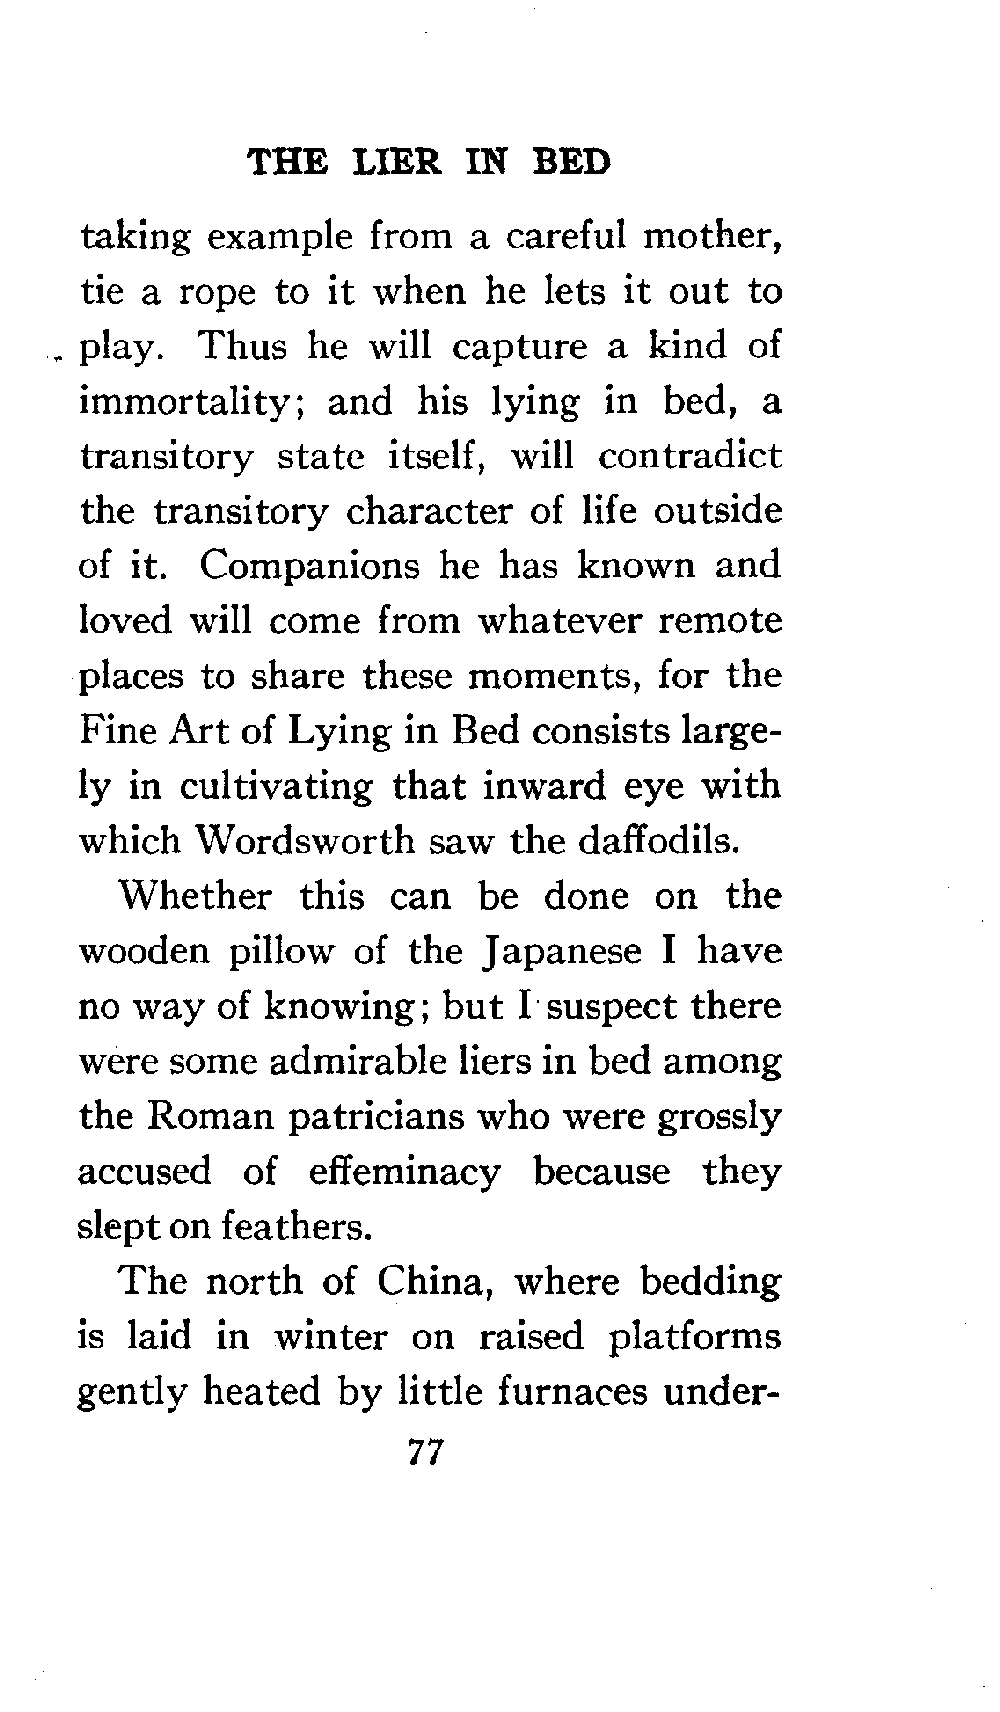 THE LIER IN BED
taking example from a careful mother,
tie a rope to it when he lets it out to
play. Thus he will capture a kind of
immortality; and his lying in bed, a
transitory state itself, will contradict
the transitory character of life outside
of it. Companions he has known and
loved will come from whatever remote
places to share these moments, for the
Fine Art of Lying in Bed consists large-
ly in cultivating that inward eye with
which Wordsworth saw the daffodils.
Whether this can be done on the
wooden pillow of the Japanese I have
no way of knowing; but I suspect there
were some admirable liers in bed among
the Roman patricians who were grossly
accused of effeminacy because they
slept on feathers.
The north of China, where bedding
is laid in winter on raised platforms
gently heated by little furnaces under-
77